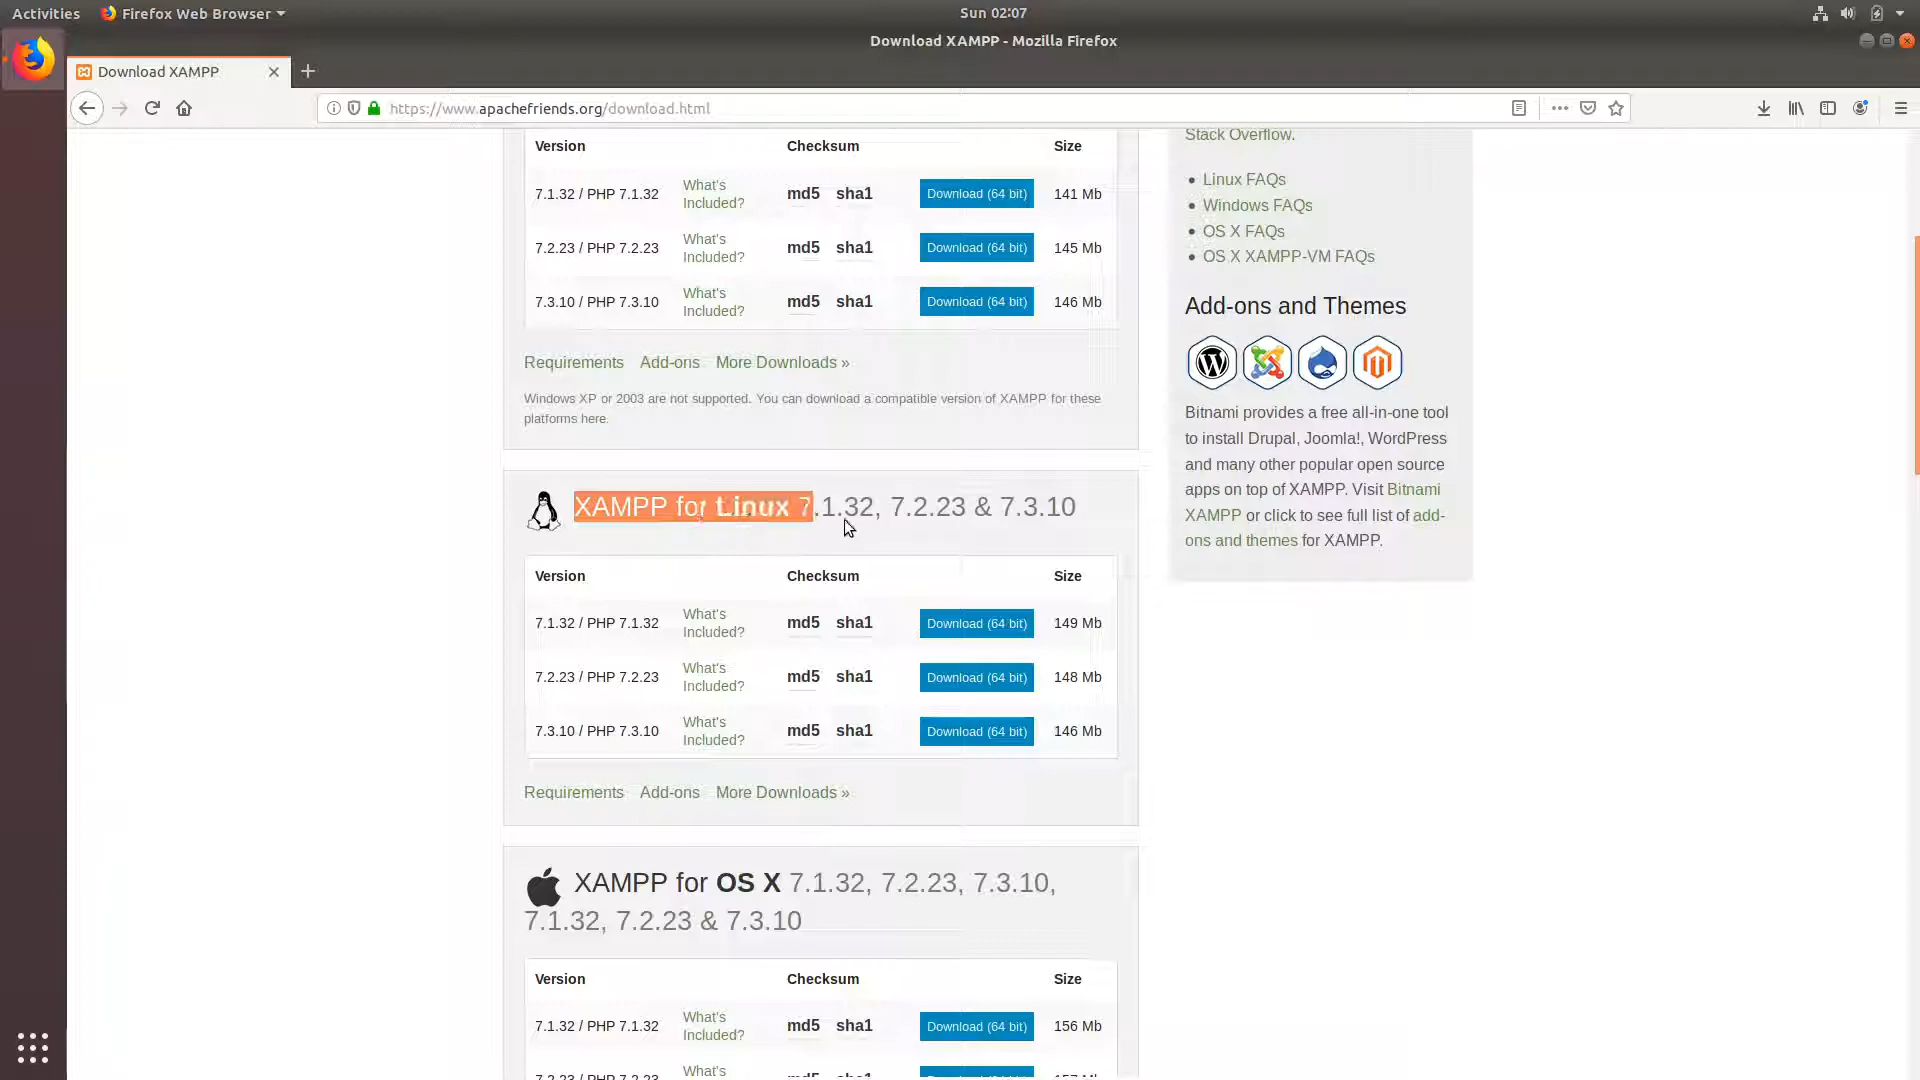 Activities Firefox Web Browser Sun 02:07
Download XAMPP - Mozilla Firefox
Download XAMPP
https://www.apachefriends.org/download.html
Version Checksum Size
7.1.32 / PHP 7.1.32 What's Included? md5 sha1 Download (64 bit) 141 Mb
7.2.23 / PHP 7.2.23 What's Included? md5 sha1 Download (64 bit) 145 Mb
7.3.10 / PHP 7.3.10 What's Included? md5 sha1 Download (64 bit) 146 Mb
Requirements Add-ons More Downloads »
Windows XP or 2003 are not supported. You can download a compatible version of XAMPP for these
platforms here.
XAMPP for Linux 7.1.32, 7.2.23 & 7.3.10
Version Checksum Size
7.1.32 / PHP 7.1.32 What's Included? md5 sha1 Download (64 bit) 149 Mb
7.2.23 / PHP 7.2.23 What's Included? md5 sha1 Download (64 bit) 148 Mb
7.3.10 / PHP 7.3.10 What's Included? md5 sha1 Download (64 bit) 146 Mb
Requirements Add-ons More Downloads »
XAMPP for OS X 7.1.32, 7.2.23, 7.3.10,
7.1.32, 7.2.23 & 7.3.10
Version Checksum Size
7.1.32 / PHP 7.1.32 What's Included? md5 sha1 Download (64 bit) 156 Mb
7.2.23 / PHP 7.2.23 What's
Stack Overflow.
Linux FAQs
Windows FAQs
OS X FAQs
OS X XAMPP-VM FAQs
Add-ons and Themes
Bitnami provides a free all-in-one tool
to install Drupal, Joomla!, WordPress
and many other popular open source
apps on top of XAMPP. Visit Bitnami
XAMPP or click to see full list of add-
ons and themes for XAMPP.